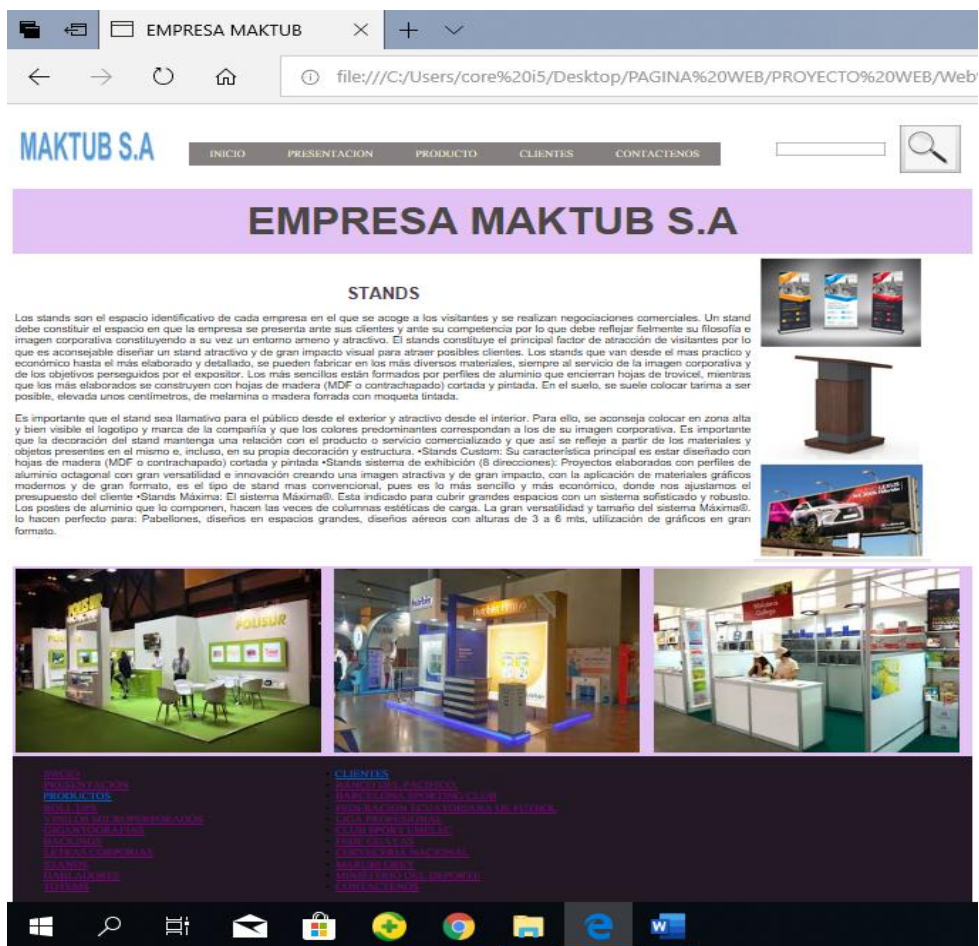 EMPRESA MAKTUB
file:///C:/Users/core%20i5/Desktop/PAGINA%20WEB/PROYECTO%20WEB/Web
MAKTUB S.A
INICIO PRESENTACION PRODUCTO CLIENTES CONTACTENOS
EMPRESA MAKTUB S.A
STANDS
Los stands son el espacio identificativo de cada empresa en el que se acoge a los visitantes y se realizan negociaciones comerciales. Un stand
debe constituir el espacio en que la empresa se presenta ante sus clientes y ante su competencia por lo que debe reflejar fielmente su filosofía e
imagen corporativa constituyendo a su vez un entorno ameno y atractivo. El stands constituye el principal factor de atracción de visitantes por lo
que es aconsejable diseñar un stand atractivo y de gran impacto visual para atraer posibles clientes. Los stands que van desde el mas practico y
económico hasta el más elaborado y detallado, se pueden fabricar en los más diversos materiales, siempre al servicio de la imagen corporativa y
de los objetivos perseguidos por el expositor. Los más sencillos están formados por perfiles de aluminio que encierran hojas de trovicel, mientras
que los más elaborados se construyen con hojas de madera (MDF o contrachapado) cortada y pintada. En el suelo, se suele colocar tarima a ser
posible, elevada unos centímetros, de melamina o madera forrada con moqueta tintada.
Es importante que el stand sea llamativo para el público desde el exterior y atractivo desde el interior. Para ello, se aconseja colocar en zona alta
y bien visible el logotipo y marca de la compañía y que los colores predominantes correspondan a los de su imagen corporativa. Es importante
que la decoración del stand mantenga una relación con el producto o servicio comercializado y que así se refleje a partir de los materiales y
objetos presentes en el mismo e, incluso, en su propia decoración y estructura. •Stands Custom: Su característica principal es estar diseñado con
hojas de madera (MDF o contrachapado) cortada y pintada •Stands sistema de exhibición (8 direcciones): Proyectos elaborados con perfiles de
aluminio octagonal con gran versatilidad e innovación creando una imagen atractiva y de gran impacto, con la aplicación de materiales gráficos
modernos y de gran formato, es el tipo de stand mas convencional, pues es lo más sencillo y más económico, donde nos ajustamos el
presupuesto del cliente •Stands Máxima: El sistema Máxima®. Esta indicado para cubrir grandes espacios con un sistema sofisticado y robusto.
Los postes de aluminio que lo componen, hacen las veces de columnas estéticas de carga. La gran versatilidad y tamaño del sistema Máxima®.
lo hacen perfecto para: Pabellones, diseños en espacios grandes, diseños aéreos con alturas de 3 a 6 mts, utilización de gráficos en gran
formato.
LEXUS
POLISUR
POLISUR
INICIO
PRESENTACION
PRODUCTOS
ROLL UPS
VINILOS MICROPERFORADOS
GIGANTOGRAFIAS
BACKINGS
LETRAS CORPORIAS
STANDS
HABLADORES
TOTEMS
CLIENTES
BANCO DEL PACIFICO
BARCELONA SPORTING CLUB
FEDERACION ECUATORIANA DE FUTBOL
LIGA PROFESIONAL
CLUB SPORT EMELEC
FEDE GUAYAS
CERVECERIA NACIONAL
MINISTERIO DEL DEPORTE
CONTACTENOS